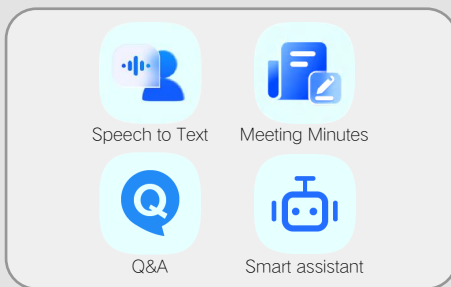 Speech to Text
Meeting Minutes
Q
Q&A
Smart assistant